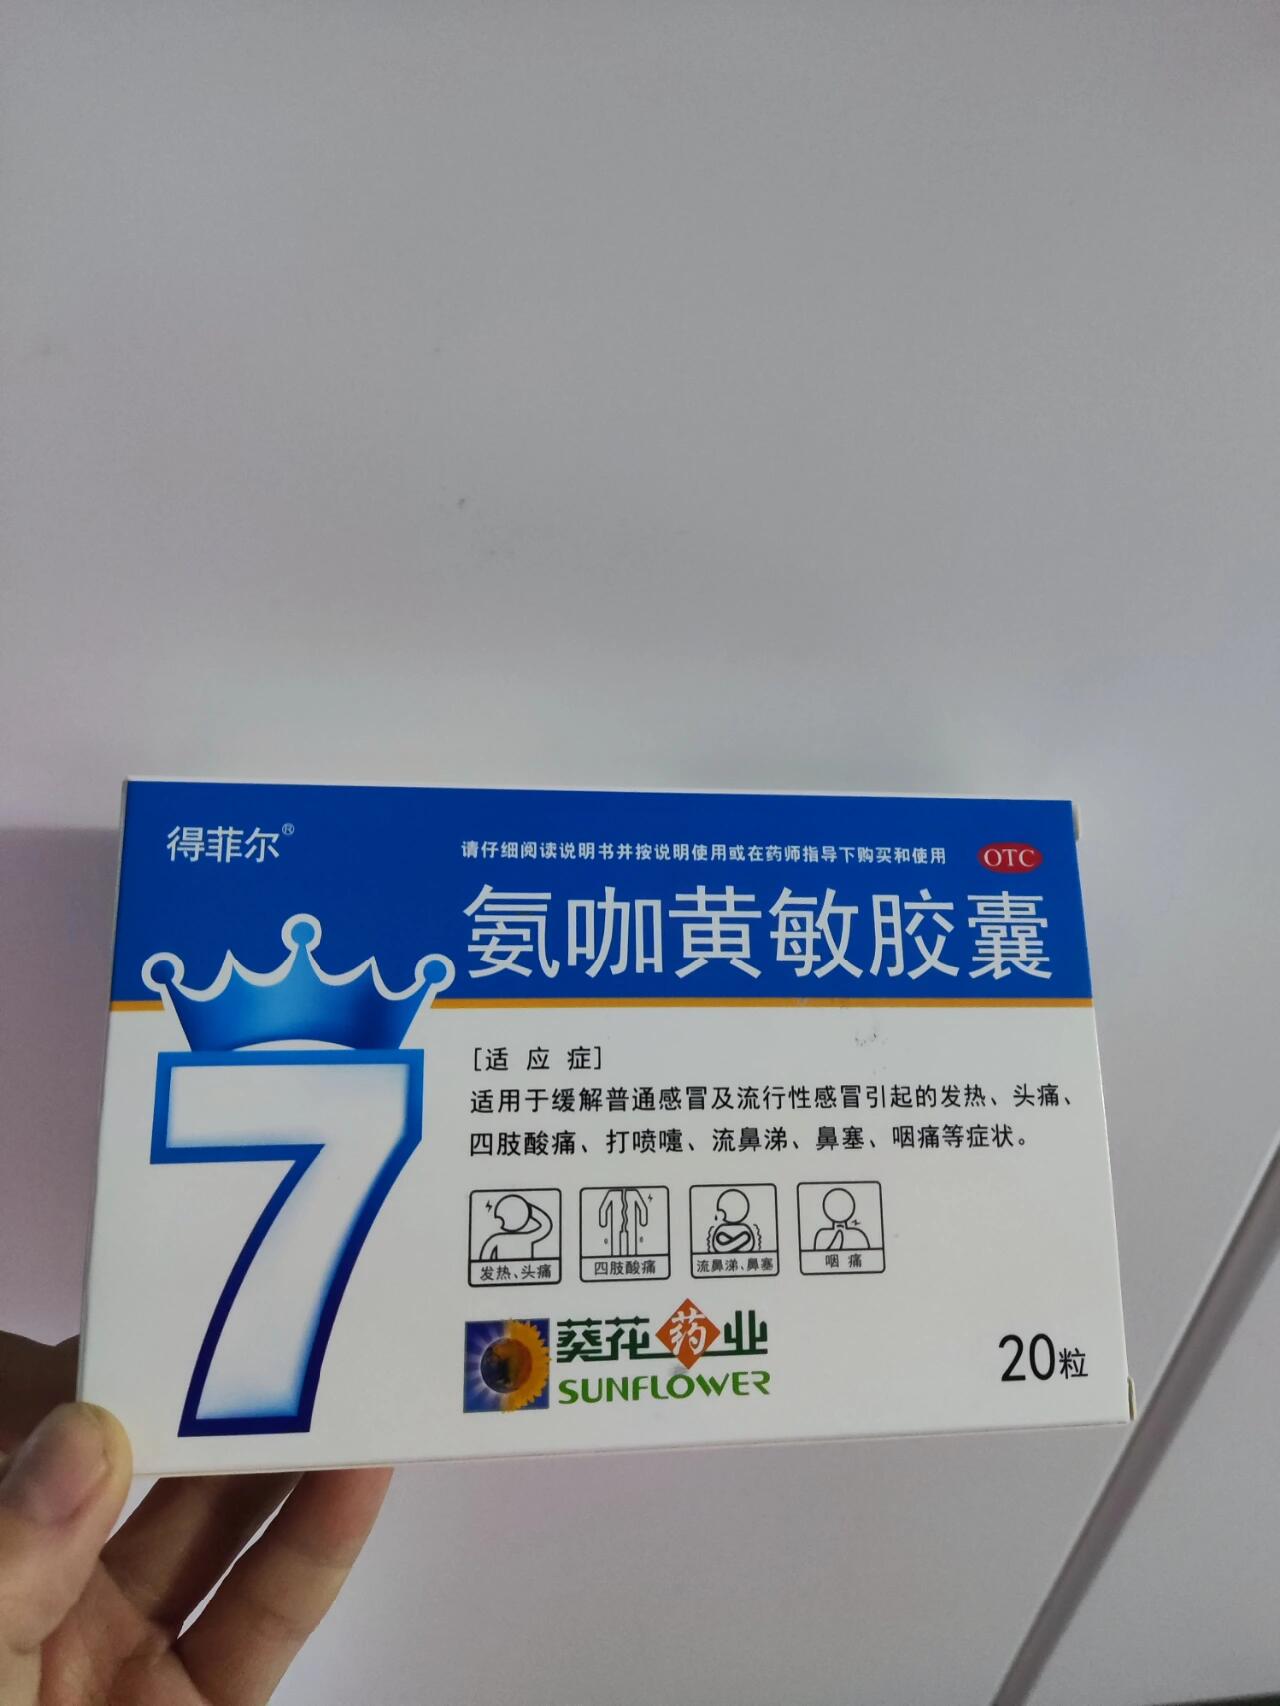 得菲尔®
请仔细阅读说明书并按说明使用或在药师指导下购买和使用
OTC
氨咖黄敏胶囊
7
[适 应 症]
适用于缓解普通感冒及流行性感冒引起的发热、头痛、
四肢酸痛、打喷嚏、流鼻涕、鼻塞、咽痛等症状。
发热、头痛
四肢酸痛
流鼻涕、鼻塞
咽 痛
葵花药业
SUNFLOWER
20粒